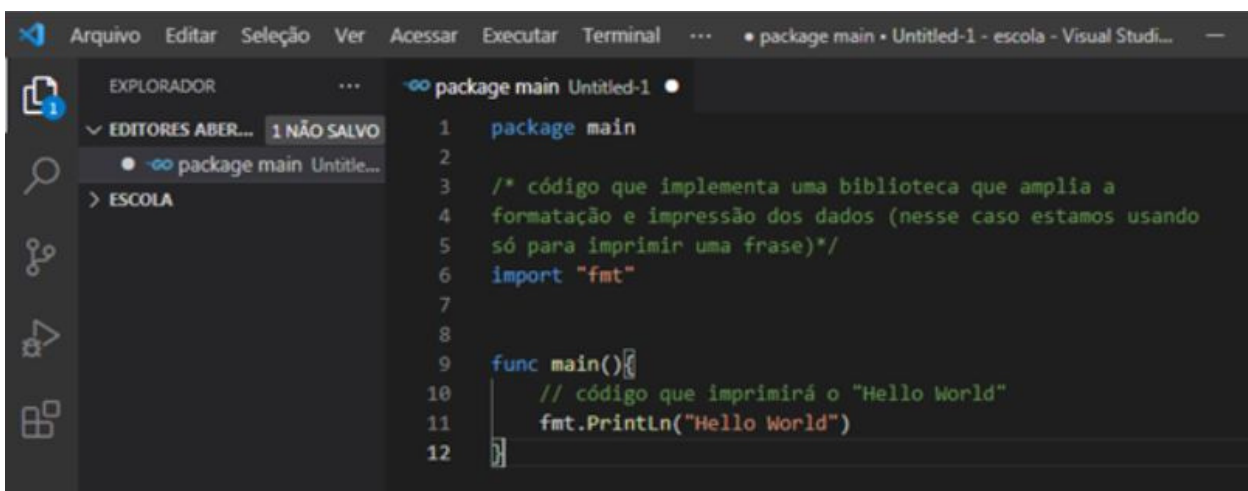 Arquivo Editar Seleção Ver Acessar Executar Terminal ... ● package main • Untitled-1 - escola - Visual Studi...
EXPLORADOR ...
EDITORES ABER... 1 NÃO SALVO
package main Untitle...
ESCOLA
1
package main Untitled-1
1 package main
2
3 /* código que implementa uma biblioteca que amplia a
4 formatação e impressão dos dados (nesse caso estamos usando
5 só para imprimir uma frase)*/
6 import "fmt"
7
8
9 func main(){
10 // código que imprimirá o "Hello World"
11 fmt.PrintLn("Hello World")
12 }